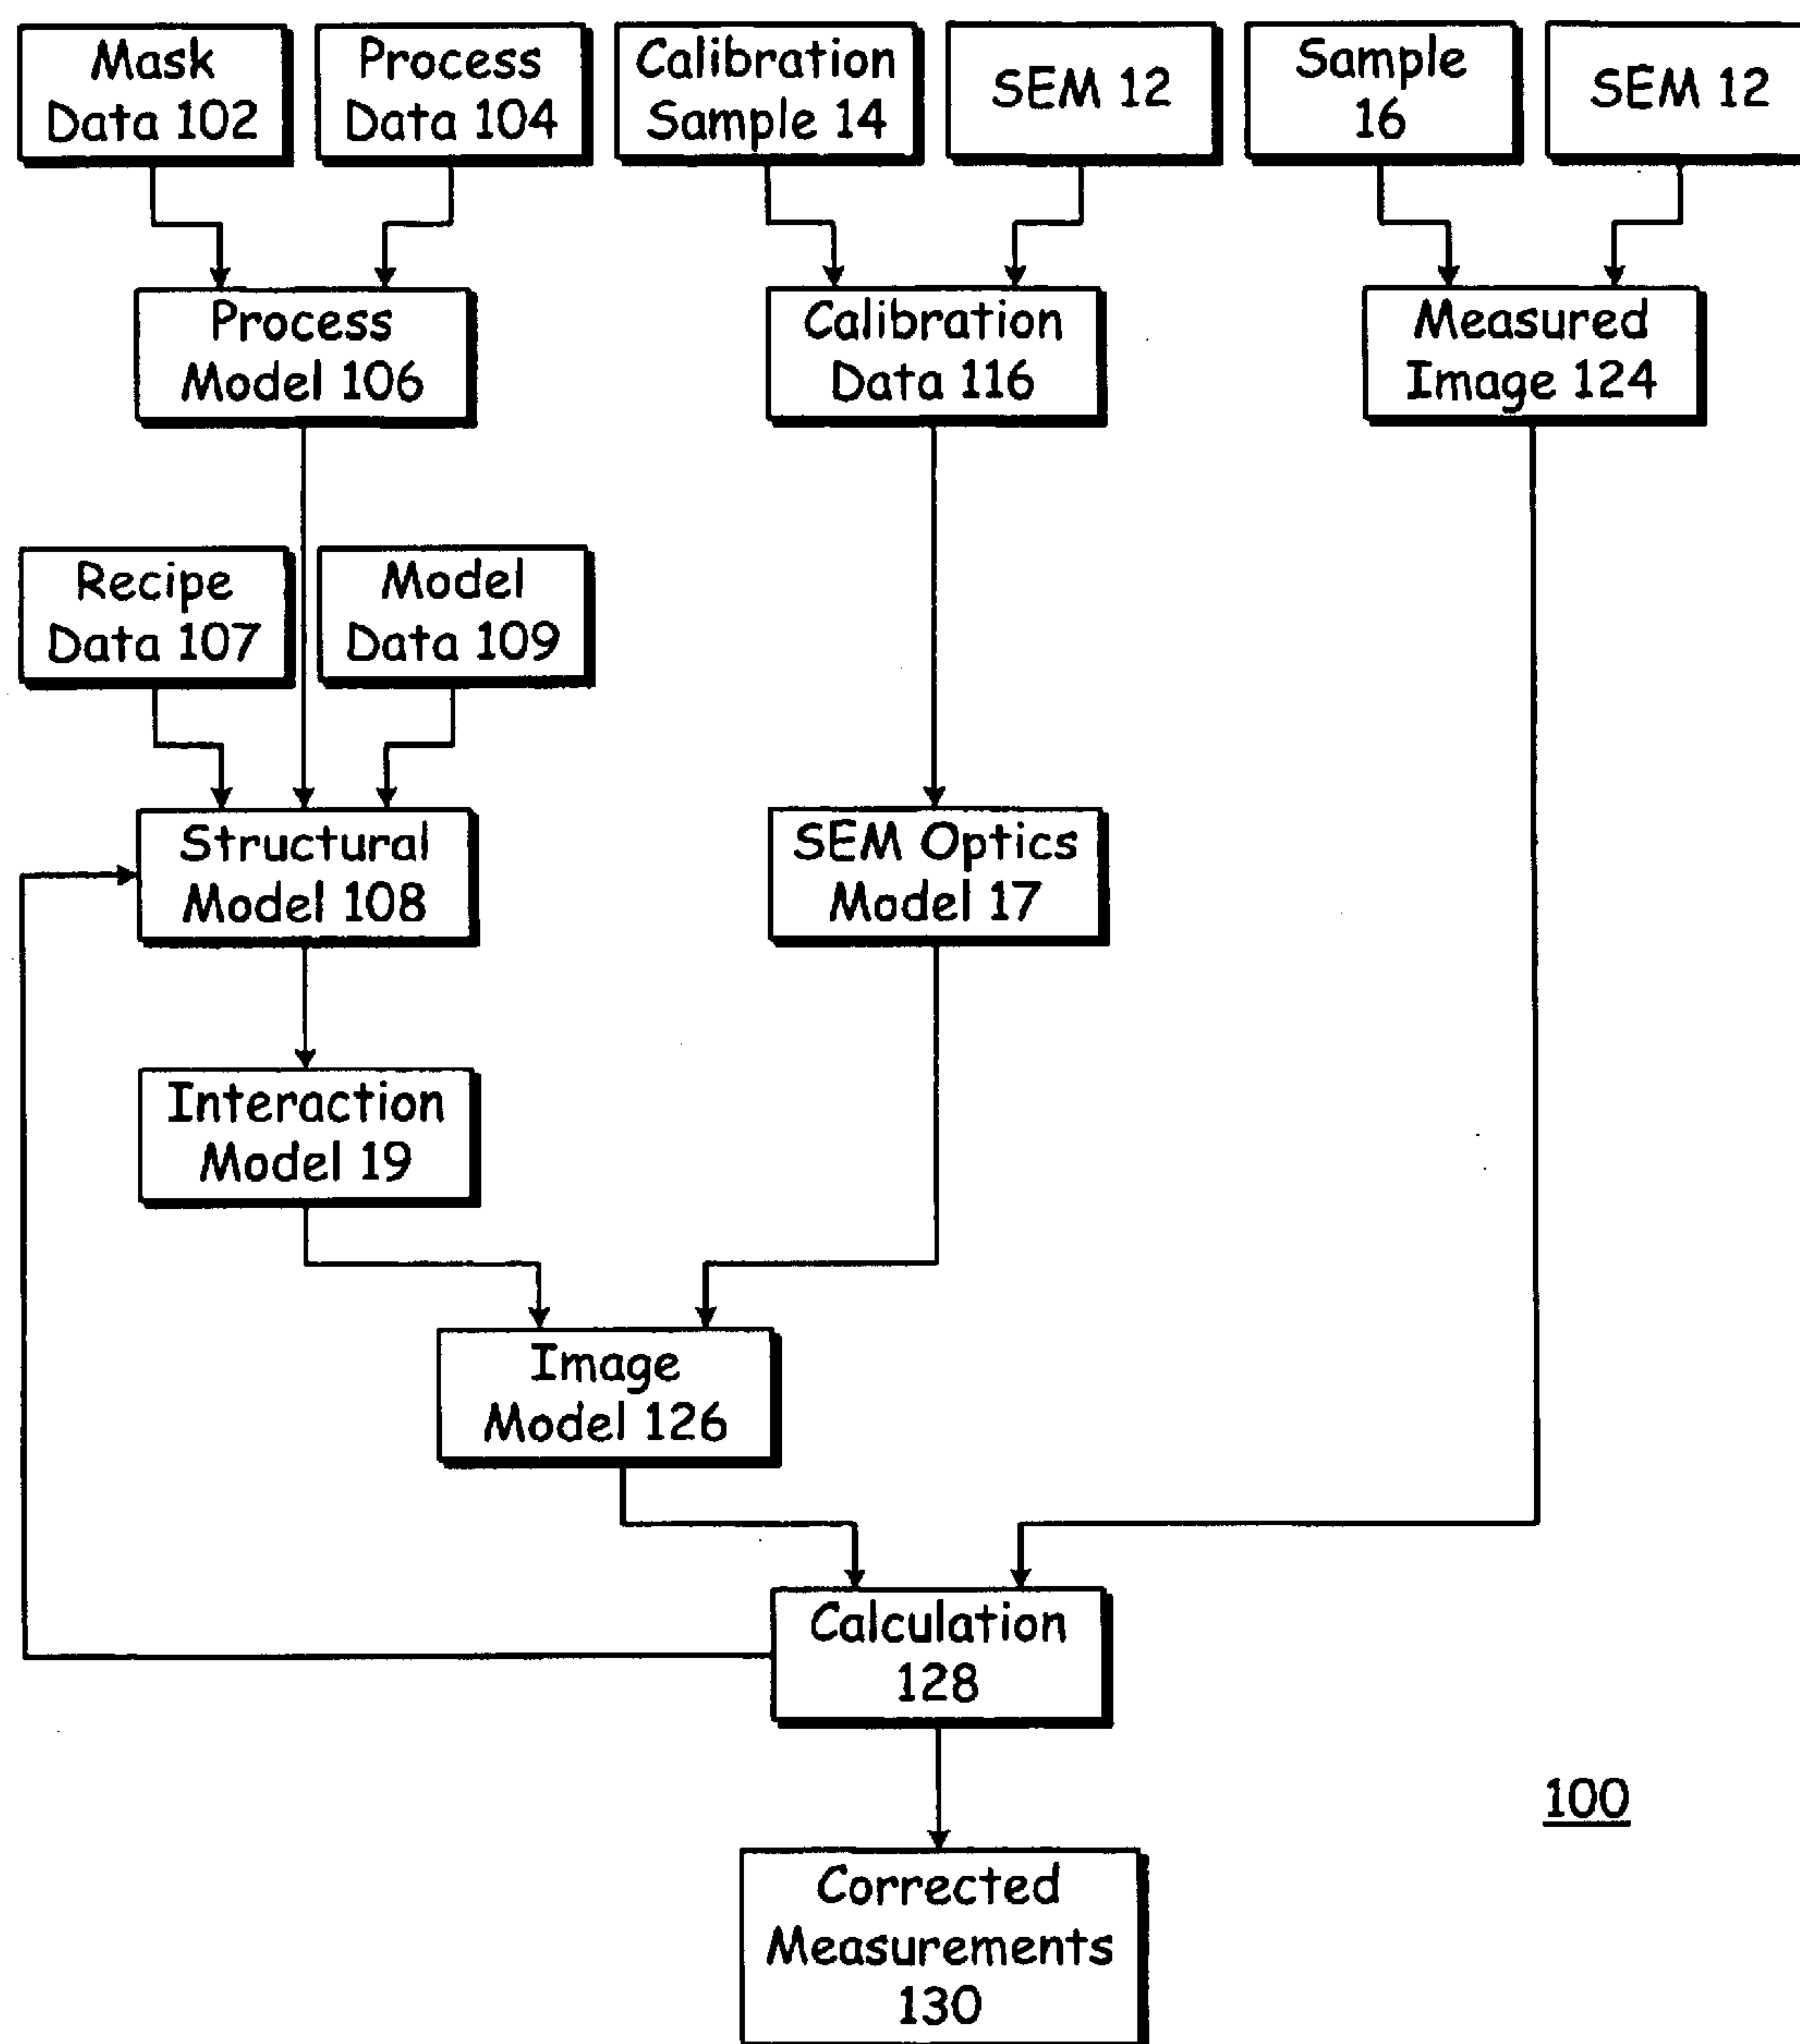 Mask
Data 102
Process
Data 104
Calibration
Sample 14
SEM 12
Sample
16
SEM 12
Process
Model 106
Calibration
Data 116
Measured
Image 124
Recipe
Data 107
Model
Data 109
Structural
Model 108
SEM Optics
Model 17
Interaction
Model 19
Image
Model 126
Calculation
128
100
Corrected
Measurements
130